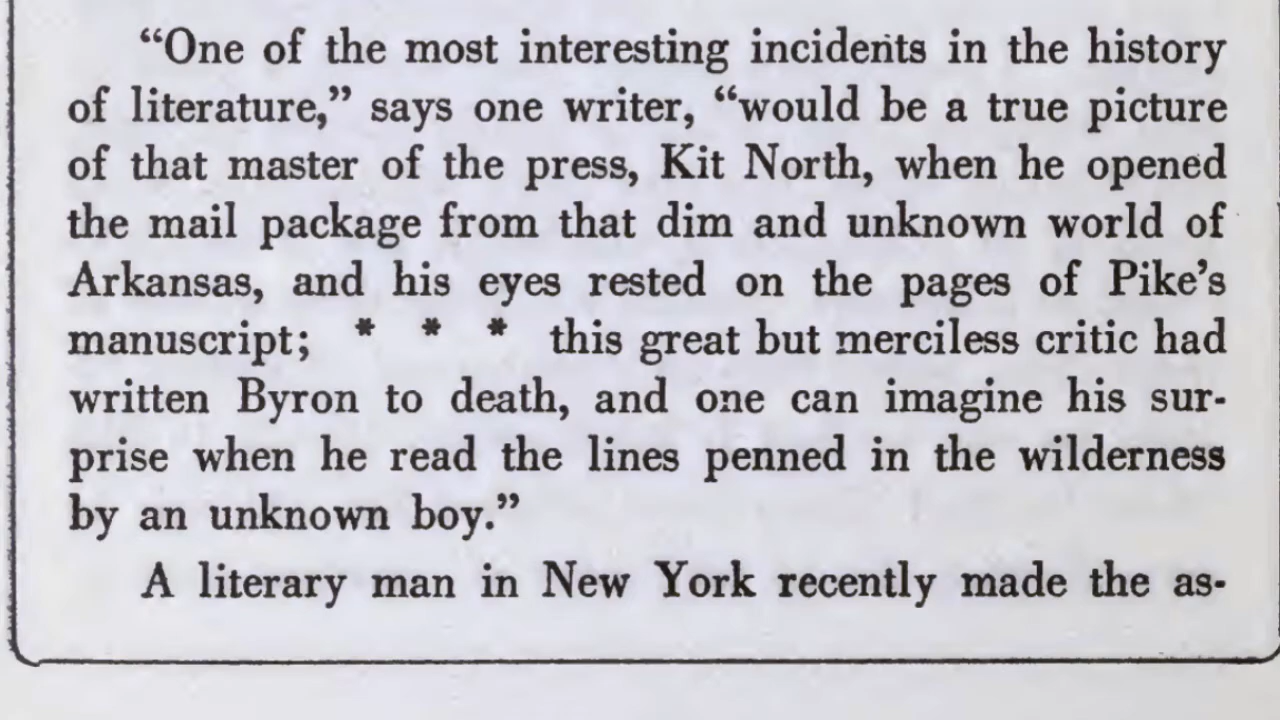 “One of the most interesting incidents in the history
of literature,” says one writer, “would be a true picture
of that master of the press, Kit North, when he opened
the mail package from that dim and unknown world of
Arkansas, and his eyes rested on the pages of Pike’s
manuscript; * * * this great but merciless critic had
written Byron to death, and one can imagine his sur-
prise when he read the lines penned in the wilderness
by an unknown boy.”
A literary man in New York recently made the as-